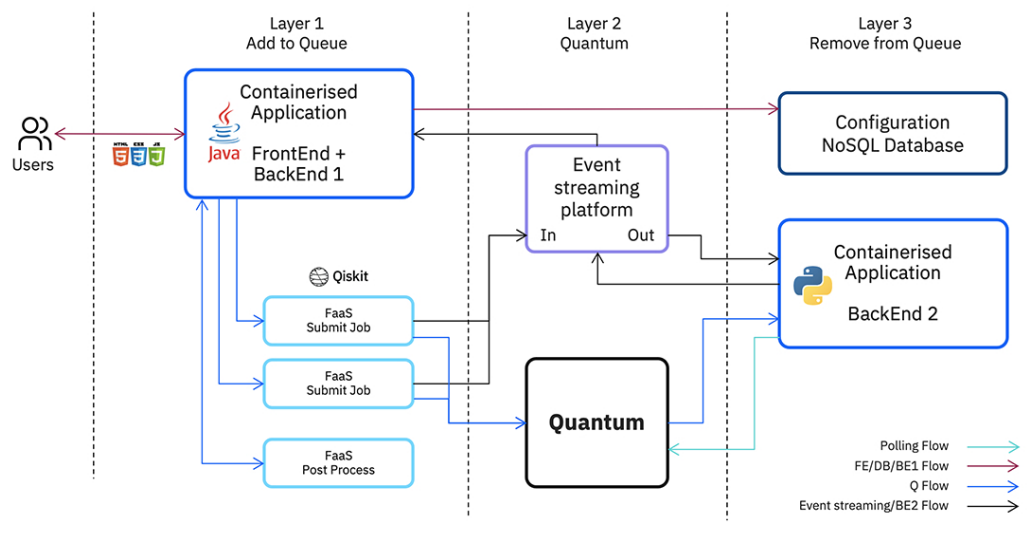 Layer 1
Add to Queue
Layer 2
Quantum
Layer 3
Remove from Queue
Users
HTML
5
CSS
3
JS
Java
Containerised
Application
FrontEnd +
BackEnd 1
Configuration
NoSQL Database
Event
streaming
platform
In
Out
Containerised
Application
BackEnd 2
Qiskit
FaaS
Submit Job
FaaS
Submit Job
FaaS
Post Process
Quantum
Polling Flow
FE/DB/BE1 Flow
Q Flow
Event streaming/BE2 Flow